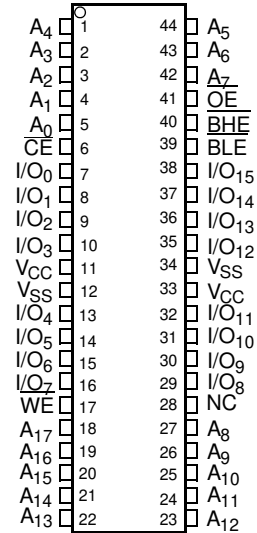 A4 1 44 A5
A3 2 43 A6
A2 3 42 A7
A1 4 41 OE
A0 5 40 BHE
CE 6 39 BLE
I/O0 7 38 I/O15
I/O1 8 37 I/O14
I/O2 9 36 I/O13
I/O3 10 35 I/O12
VCC 11 34 VSS
VSS 12 33 VCC
I/O4 13 32 I/O11
I/O5 14 31 I/O10
I/O6 15 30 I/O9
I/O7 16 29 I/O8
WE 17 28 NC
A17 18 27 A8
A16 19 26 A9
A15 20 25 A10
A14 21 24 A11
A13 22 23 A12